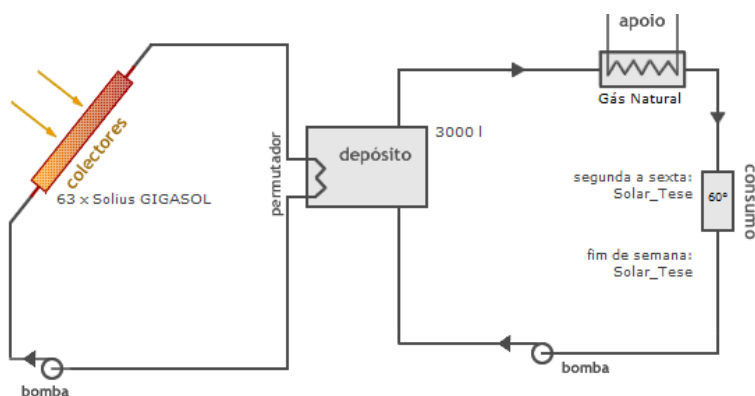 apoio
Gás Natural
colectores
63 x Solius GIGASOL
permutador
depósito
3000 l
segunda a sexta:
Solar_Tese
60°
consumo
fim de semana:
Solar_Tese
bomba
bomba